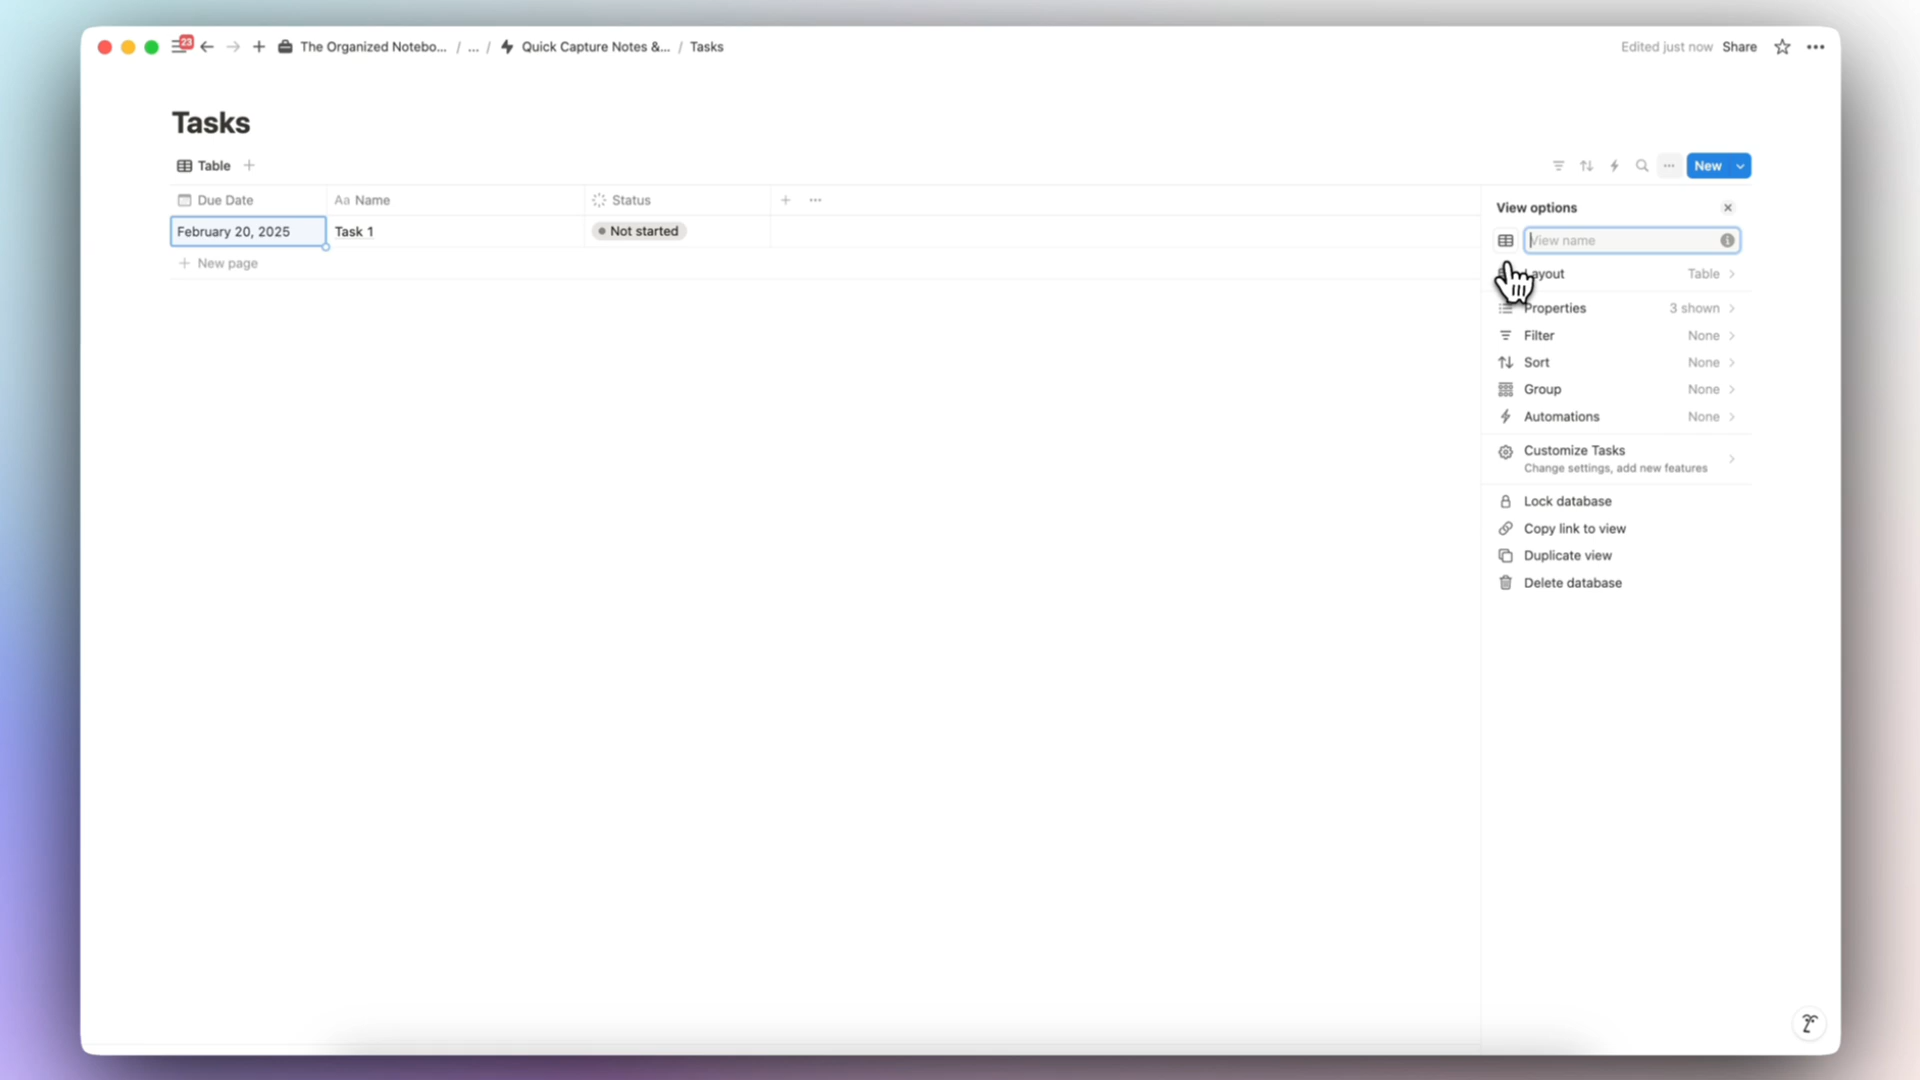 23 The Organized Notebo... / ... / Quick Capture Notes &... / Tasks Edited just now Share
Tasks
Table New
Due Date Aa Name Status
February 20, 2025 Task 1 Not started
New page
View options
View name
Layout Table
Properties 3 shown
Filter None
Sort None
Group None
Automations None
Customize Tasks
Change settings, add new features
Lock database
Copy link to view
Duplicate view
Delete database